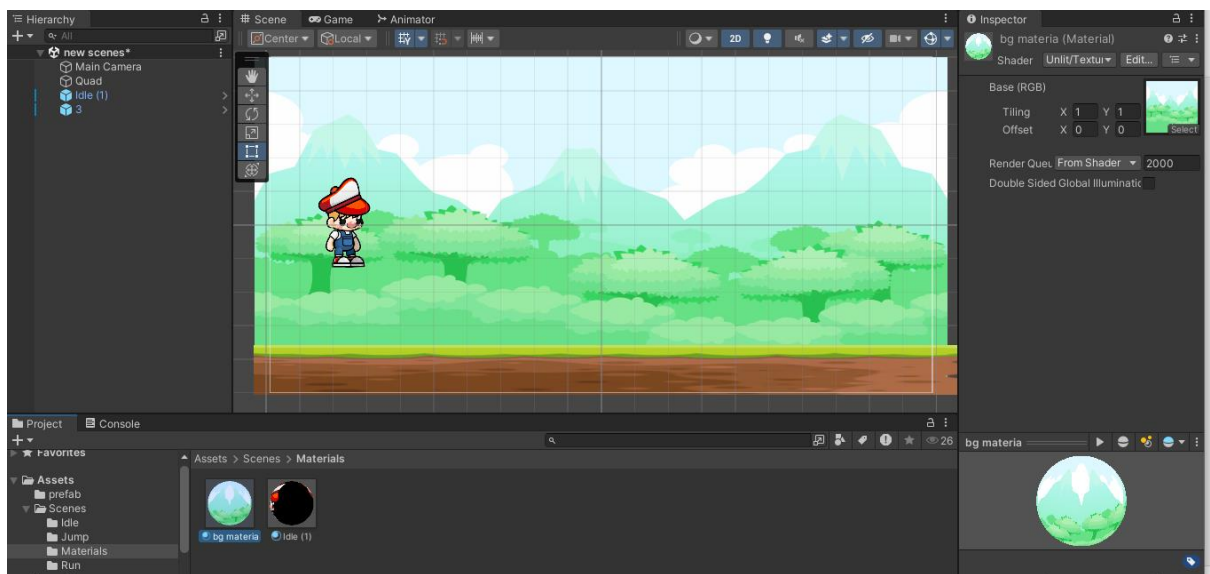 Hierarchy
All
new scenes*
Main Camera
Quad
Idle (1)
3
Scene Game Animator
Center Local
2D
Inspector
bg materia (Material)
Shader Unlit/Textur Edit...
Base (RGB)
Tiling X 1 Y 1
Offset X 0 Y 0
Select
Render Queu From Shader 2000
Double Sided Global Illuminatic
Project Console
26
Favorites
Assets
prefab
Scenes
Idle
Jump
Materials
Run
Assets > Scenes > Materials
bg materia Idle (1)
bg materia